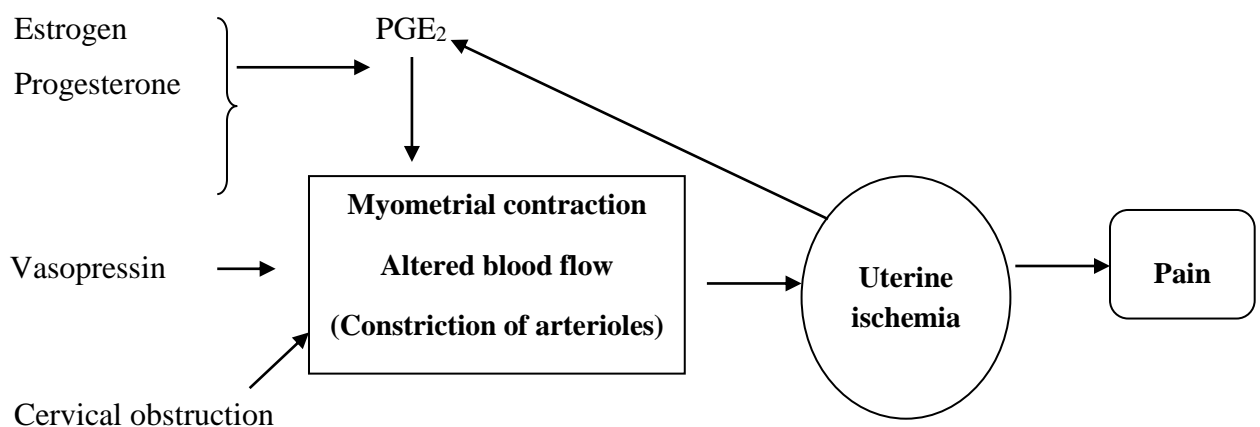 Estrogen
PGE₂
Progesterone
Myometrial contraction
Altered blood flow
(Constriction of arterioles)
Vasopressin
Uterine
ischemia
Pain
Cervical obstruction